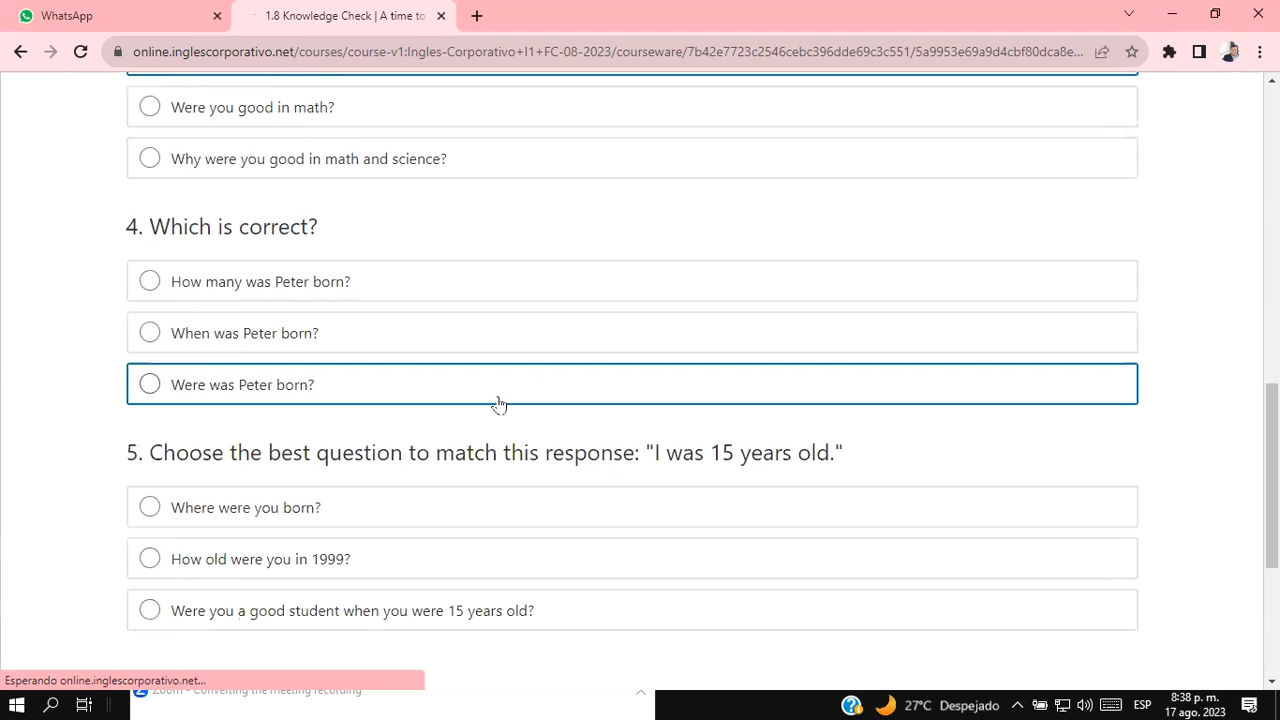 WhatsApp
1.8 Knowledge Check | A time to
online.inglescorporativo.net/courses/course-v1:Ingles-Corporativo+I1+FC-08-2023/courseware/7b42e7723c2546cebc396dde69c3c551/5a9953e69a9d4cbf80dca8e...
Were you good in math?
Why were you good in math and science?
4. Which is correct?
How many was Peter born?
When was Peter born?
Were was Peter born?
5. Choose the best question to match this response: "I was 15 years old."
Where were you born?
How old were you in 1999?
Were you a good student when you were 15 years old?
Esperando online.inglescorporativo.net...
Zoom - Converting the meeting recording
27°C Despejado
ESP
8:38 p. m.
17 ago. 2023